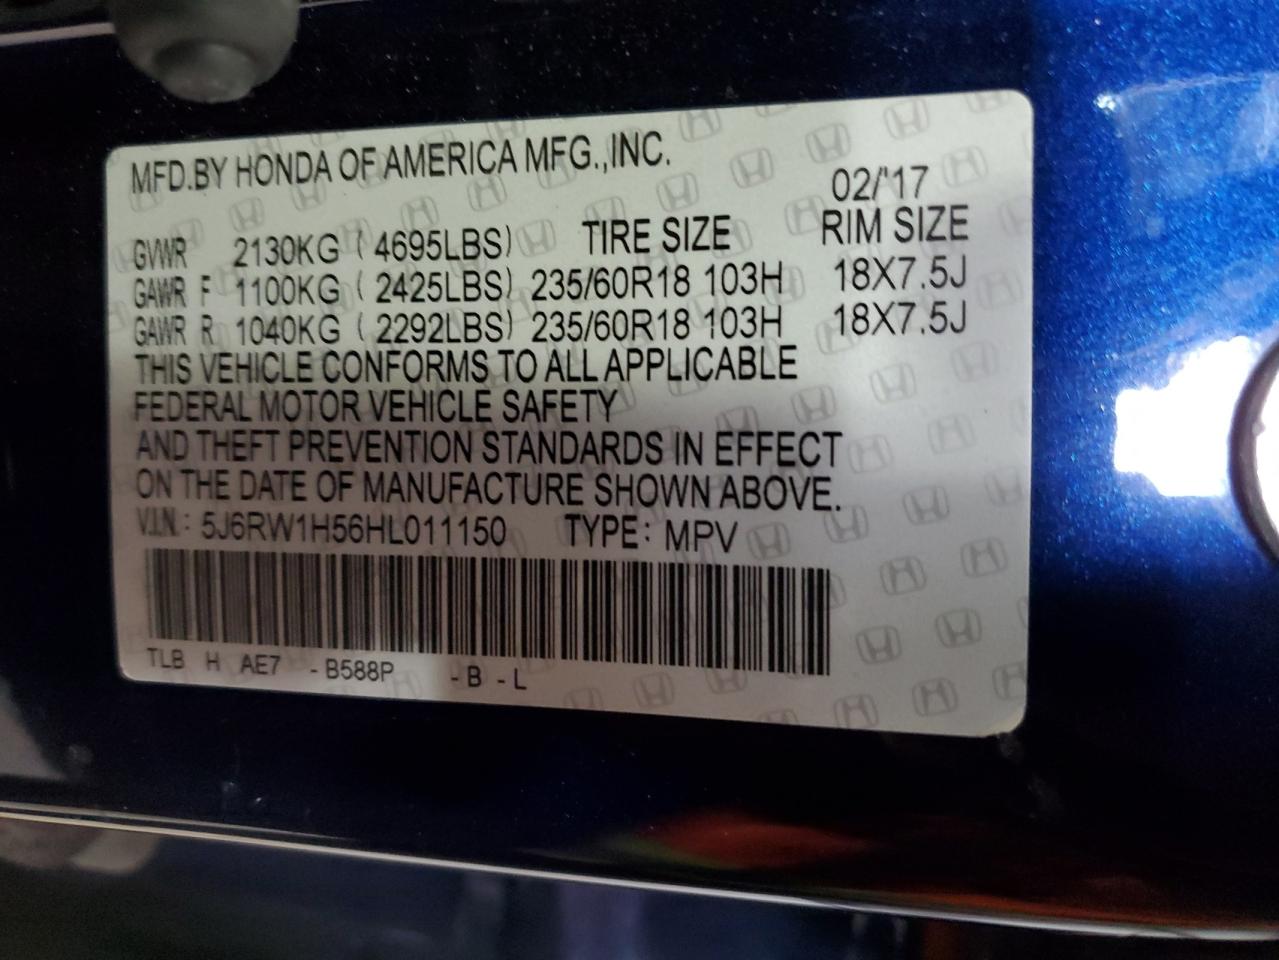 MFD.BY HONDA OF AMERICA MFG.,INC.
02/'17
GVWR 2130KG ( 4695LBS) TIRE SIZE RIM SIZE
GAWR F 1100KG ( 2425LBS) 235/60R18 103H 18X7.5J
GAWR R 1040KG ( 2292LBS) 235/60R18 103H 18X7.5J
THIS VEHICLE CONFORMS TO ALL APPLICABLE
FEDERAL MOTOR VEHICLE SAFETY
AND THEFT PREVENTION STANDARDS IN EFFECT
ON THE DATE OF MANUFACTURE SHOWN ABOVE.
V.I.N.: 5J6RW1H56HL011150 TYPE: MPV
TLB H AE7 -B588P -B -L